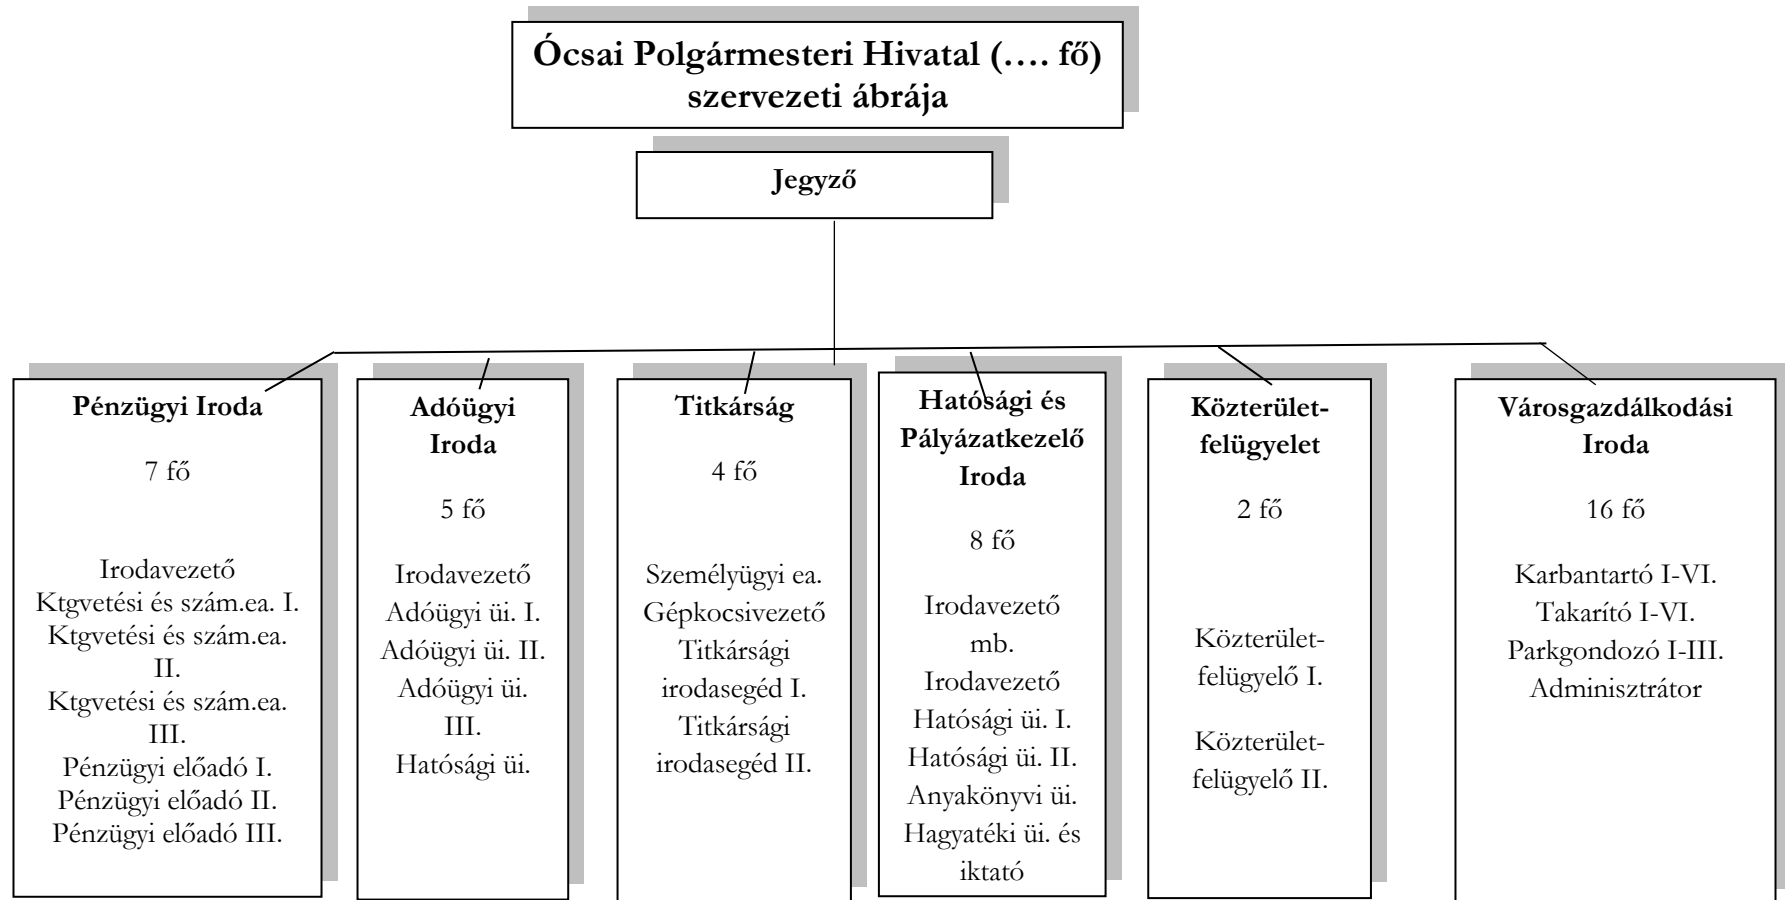 Ócsai Polgármesteri Hivatal (…. fő)
szervezeti ábrája
Jegyző
Pénzügyi Iroda
7 fő
Irodavezető
Ktgvetési és szám.ea. I.
Ktgvetési és szám.ea.
II.
Ktgvetési és szám.ea.
III.
Pénzügyi előadó I.
Pénzügyi előadó II.
Pénzügyi előadó III.
Adóügyi
Iroda
5 fő
Irodavezető
Adóügyi üi. I.
Adóügyi üi. II.
Adóügyi üi.
III.
Hatósági üi.
Titkárság
4 fő
Személyügyi ea.
Gépkocsivezető
Titkársági
irodasegéd I.
Titkársági
irodasegéd II.
Hatósági és
Pályázatkezelő
Iroda
8 fő
Irodavezető
mb.
Irodavezető
Hatósági üi. I.
Hatósági üi. II.
Anyakönyvi üi.
Hagyatéki üi. és
iktató
Közterület-
felügyelet
2 fő
Közterület-
felügyelő I.
Közterület-
felügyelő II.
Városgazdálkodási
Iroda
16 fő
Karbantartó I-VI.
Takarító I-VI.
Parkgondozó I-III.
Adminisztrátor